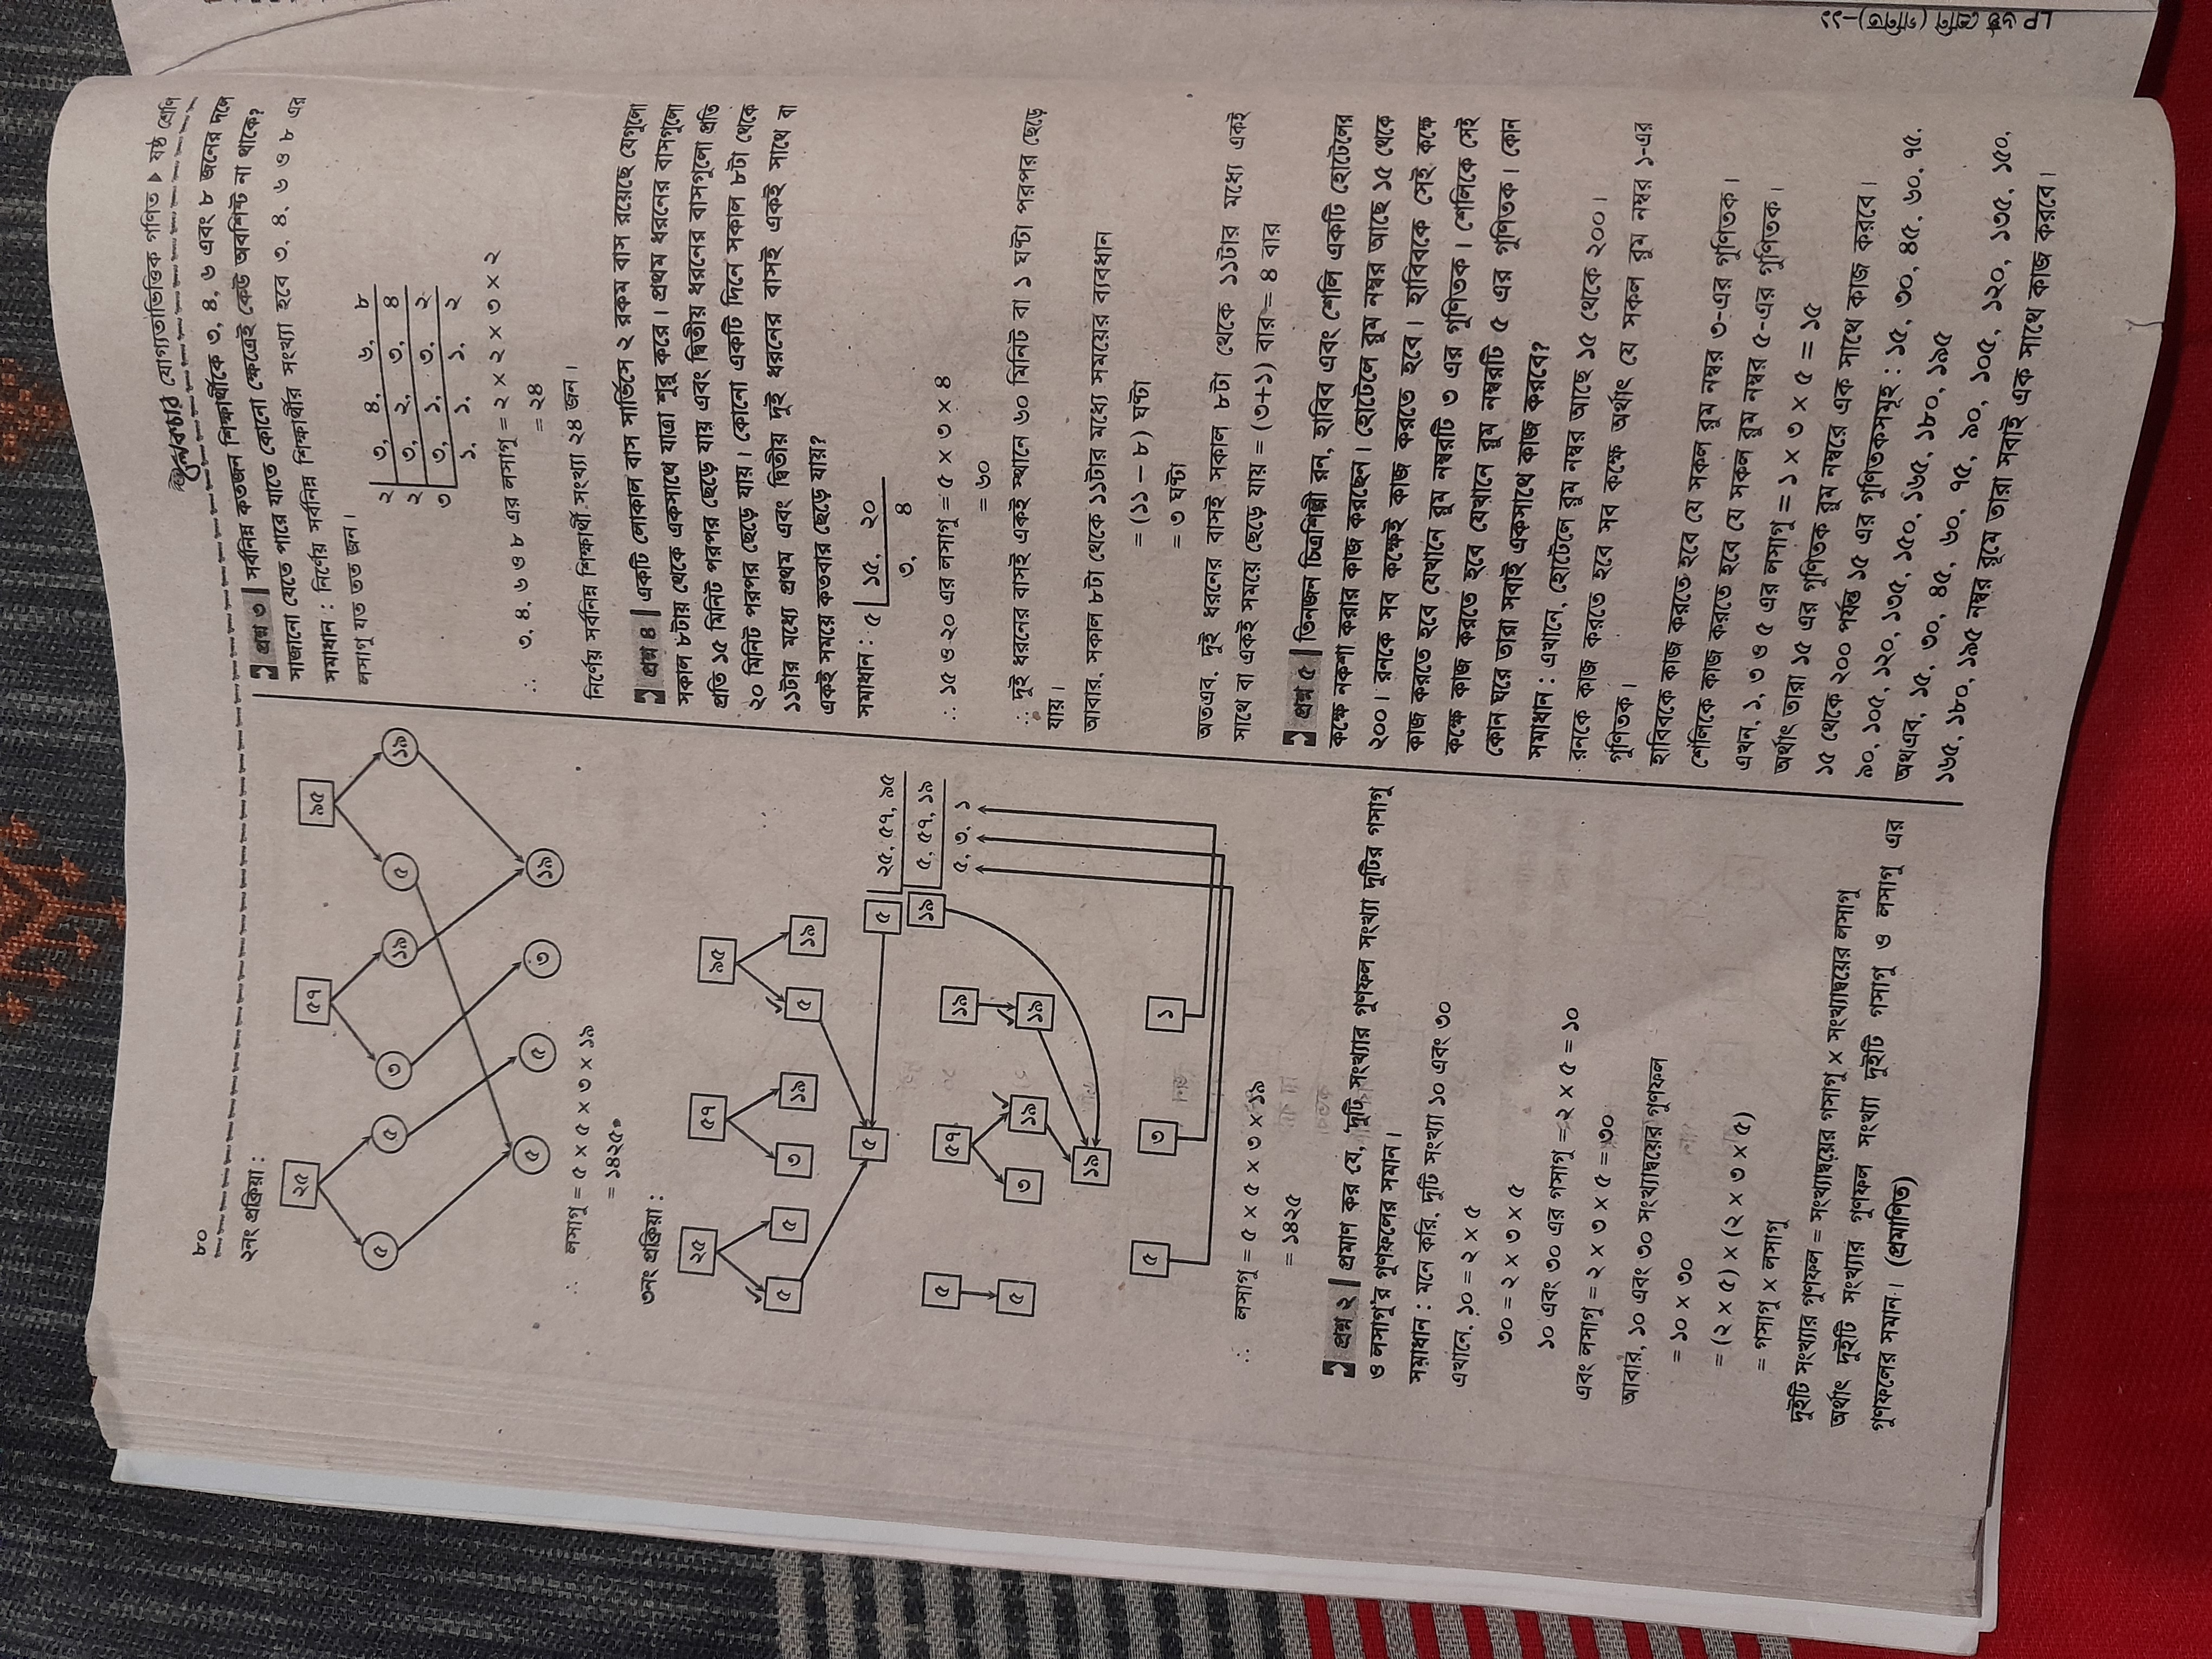 ৮০
লেকচার যোগ্যতাভিত্তিক গণিত ▶ ষষ্ঠ শ্রেণি
২নং প্রক্রিয়া :
২৫ ৫৭ ৯৫
৫ ৫ ৩ ১৯ ৫ ১৯
৫ ৫ ৩ ১৯
∴ লসাগু = ৫ × ৫ × ৩ × ১৯
= ১৪২৫
৩নং প্রক্রিয়া :
২৫ ৫৭ ৯৫
৫ ৫ ৩ ১৯ ৫ ১৯
৫
৫ ২৫, ৫৭, ৯৫
১৯ ৫, ৫৭, ১৯
৫, ৩, ১
৫ ৫৭ ১৯
৫ ৩ ১৯ ১৯
১৯
৫ ৩ ১
∴ লসাগু = ৫ × ৫ × ৩ × ১৯
= ১৪২৫
প্রশ্ন ২ | প্রমাণ কর যে, 'দুটি সংখ্যার গুণফল সংখ্যা দুটির গসাগু
ও লসাগু'র গুণফলের সমান।
সমাধান : মনে করি, দুটি সংখ্যা ১০ এবং ৩০
এখানে, ১০ = ২ × ৫
৩০ = ২ × ৩ × ৫
১০ এবং ৩০ এর গসাগু = ২ × ৫ = ১০
এবং লসাগু = ২ × ৩ × ৫ = ৩০
আবার, ১০ এবং ৩০ সংখ্যাদ্বয়ের গুণফল
= ১০ × ৩০
= (২ × ৫) × (২ × ৩ × ৫)
= গসাগু × লসাগু
দুইটি সংখ্যার গুণফল = সংখ্যাদ্বয়ের গসাগু × সংখ্যাদ্বয়ের লসাগু
অর্থাৎ দুইটি সংখ্যার গুণফল সংখ্যা দুইটি গসাগু ও লসাগু এর
গুণফলের সমান। (প্রমাণিত)
প্রশ্ন ৩ | সর্বনিম্ন কতজন শিক্ষার্থীকে ৩, ৪, ৬ এবং ৮ জনের দলে
সাজানো যেতে পারে যাতে কোনো ক্ষেত্রেই কেউ অবশিষ্ট না থাকে?
সমাধান : নির্ণেয় সর্বনিম্ন শিক্ষার্থীর সংখ্যা হবে ৩, ৪, ৬ ও ৮ এর
লসাগু যত তত জন।
২ ৩, ৪, ৬, ৮
২ ৩, ২, ৩, ৪
৩ ৩, ১, ৩, ২
১, ১, ১, ২
∴ ৩, ৪, ৬ ও ৮ এর লসাগু = ২ × ২ × ৩ × ২
= ২৪
নির্ণেয় সর্বনিম্ন শিক্ষার্থী সংখ্যা ২৪ জন।
প্রশ্ন ৪ | একটি লোকাল বাস সার্ভিসে ২ রকম বাস রয়েছে যেগুলো
সকাল ৮টায় থেকে একসাথে যাত্রা শুরু করে। প্রথম ধরনের বাসগুলো
প্রতি ১৫ মিনিট পরপর ছেড়ে যায় এবং দ্বিতীয় ধরনের বাসগুলো প্রতি
২০ মিনিট পরপর ছেড়ে যায়। কোনো একটি দিনে সকাল ৮টা থেকে
১১টার মধ্যে প্রথম এবং দ্বিতীয় দুই ধরনের বাসই একই সাথে বা
একই সময়ে কতবার ছেড়ে যায়?
সমাধান : ৫ ১৫, ২০
৩, ৪
∴ ১৫ ও ২০ এর লসাগু = ৫ × ৩ × ৪
= ৬০
∴ দুই ধরনের বাসই একই স্থানে ৬০ মিনিট বা ১ ঘণ্টা পরপর ছেড়ে
যায়।
আবার, সকাল ৮টা থেকে ১১টার মধ্যে সময়ের ব্যবধান
= (১১ – ৮) ঘণ্টা
= ৩ ঘণ্টা
অতএব, দুই ধরনের বাসই সকাল ৮টা থেকে ১১টার মধ্যে একই
সাথে বা একই সময়ে ছেড়ে যায় = (৩+১) বার = ৪ বার
প্রশ্ন ৫ | তিনজন চিত্রশিল্পী রন, হাবিব এবং শেলি একটি হোটেলের
কক্ষে নকশা করার কাজ করছেন। হোটেলে রুম নম্বর আছে ১৫ থেকে
২০০। রনকে সব কক্ষেই কাজ করতে হবে। হাবিবকে সেই কক্ষে
কাজ করতে হবে যেখানে রুম নম্বরটি ৩ এর গুণিতক। শেলিকে সেই
কক্ষে কাজ করতে হবে যেখানে রুম নম্বরটি ৫ এর গুণিতক। কোন
কোন ঘরে তারা সবাই একসাথে কাজ করবে?
সমাধান : এখানে, হোটেলে রুম নম্বর আছে ১৫ থেকে ২০০।
রনকে কাজ করতে হবে সব কক্ষে অর্থাৎ যে সকল রুম নম্বর ১-এর
গুণিতক।
হাবিবকে কাজ করতে হবে যে সকল রুম নম্বর ৩-এর গুণিতক।
শেলিকে কাজ করতে হবে যে সকল রুম নম্বর ৫-এর গুণিতক।
এখন, ১, ৩ ও ৫ এর লসাগু = ১ × ৩ × ৫ = ১৫
অর্থাৎ তারা ১৫ এর গুণিতক রুম নম্বরে এক সাথে কাজ করবে।
১৫ থেকে ২০০ পর্যন্ত ১৫ এর গুণিতকসমূহ : ১৫, ৩০, ৪৫, ৬০, ৭৫,
৯০, ১০৫, ১২০, ১৩৫, ১৫০, ১৬৫, ১৮০, ১৯৫
অথএব, ১৫, ৩০, ৪৫, ৬০, ৭৫, ৯০, ১০৫, ১২০, ১৩৫, ১৫০,
১৬৫, ১৮০, ১৯৫ নম্বর রুমে তারা সবাই এক সাথে কাজ করবে।